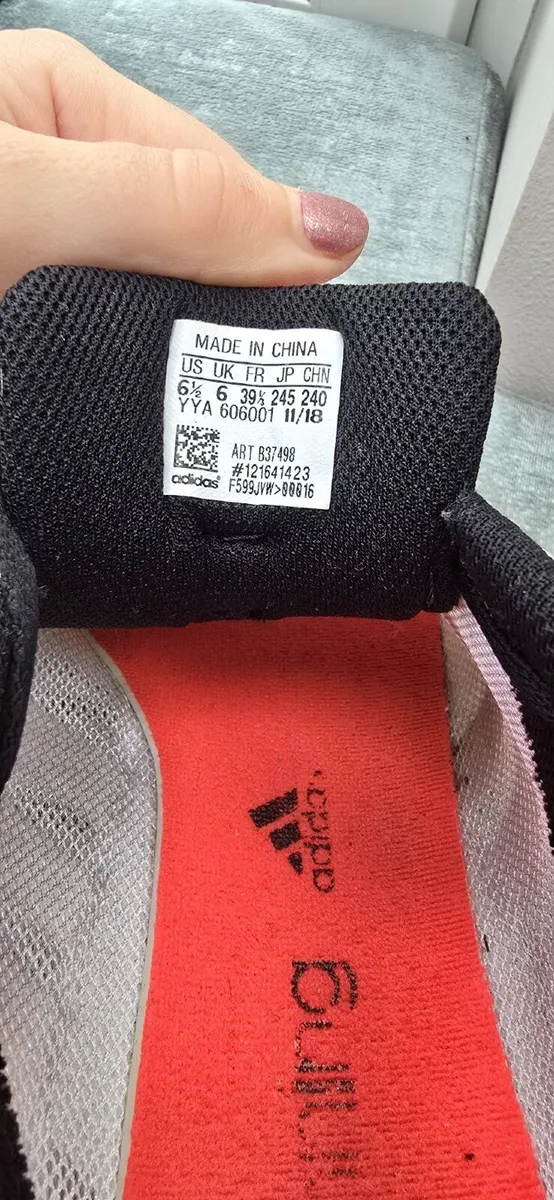 MADE IN CHINA
US UK FR JP CHN
6½ 6 39⅓ 245 240
YYA 606001 11/18
ART B37498
#121641423
adidas® F599JVW>00016